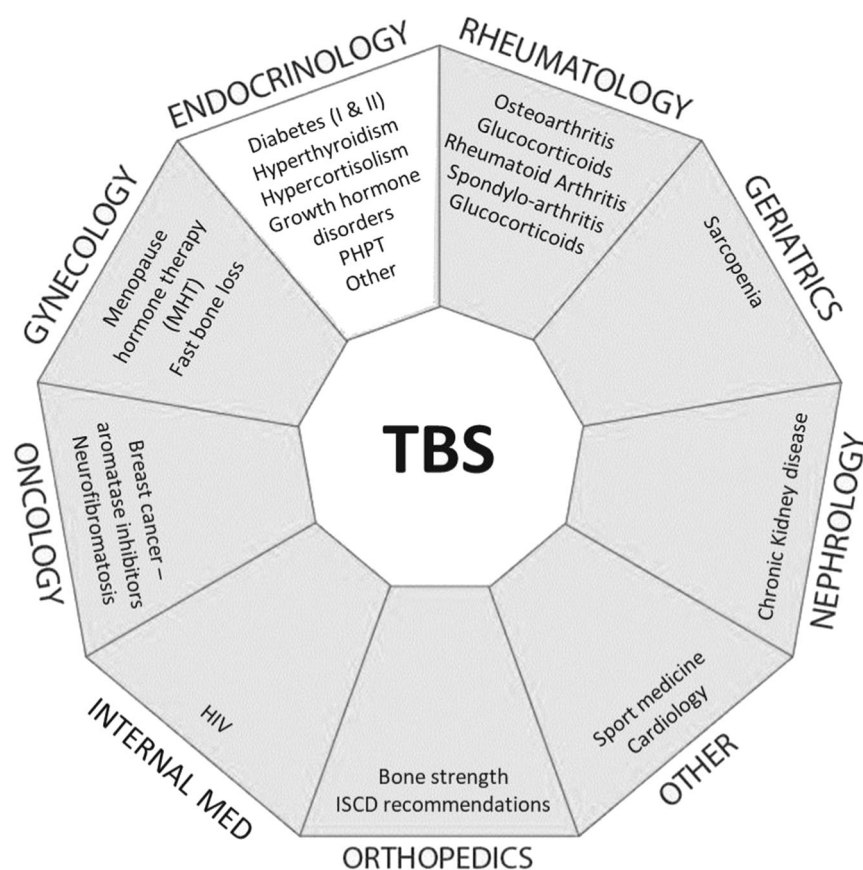 ENDOCRINOLOGY
Diabetes (I & II)
Hyperthyroidism
Hypercortisolism
Growth hormone
disorders
PHPT
Other
RHEUMATOLOGY
Osteoarthritis
Glucocorticoids
Rheumatoid Arthritis
Spondylo-arthritis
Glucocorticoids
GERIATRICS
Sarcopenia
NEPHROLOGY
Chronic Kidney disease
OTHER
Sport medicine
Cardiology
ORTHOPEDICS
Bone strength
ISCD recommendations
INTERNAL MED
HIV
ONCOLOGY
Breast cancer –
aromatase inhibitors
Neurofibromatosis
GYNECOLOGY
Menopause
hormone therapy
(MHT)
Fast bone loss
TBS